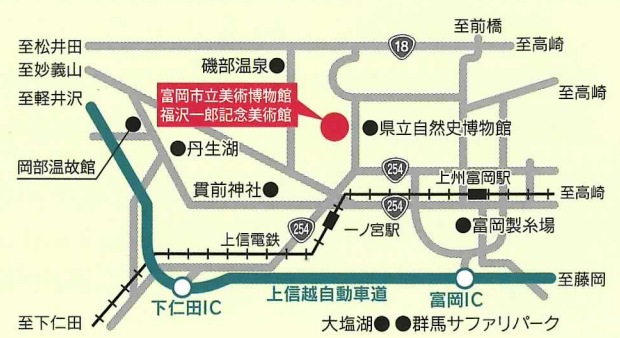 至前橋
至松井田
18
至高崎
至妙義山
磯部温泉
至軽井沢
富岡市立美術博物館
福沢一郎記念美術館
至高崎
県立自然史博物館
岡部温故館
丹生湖
254
上州富岡駅
貫前神社
至高崎
254
254
一ノ宮駅
富岡製糸場
上信電鉄
至藤岡
下仁田IC
上信越自動車道
富岡IC
至下仁田
大塩湖
群馬サファリパーク